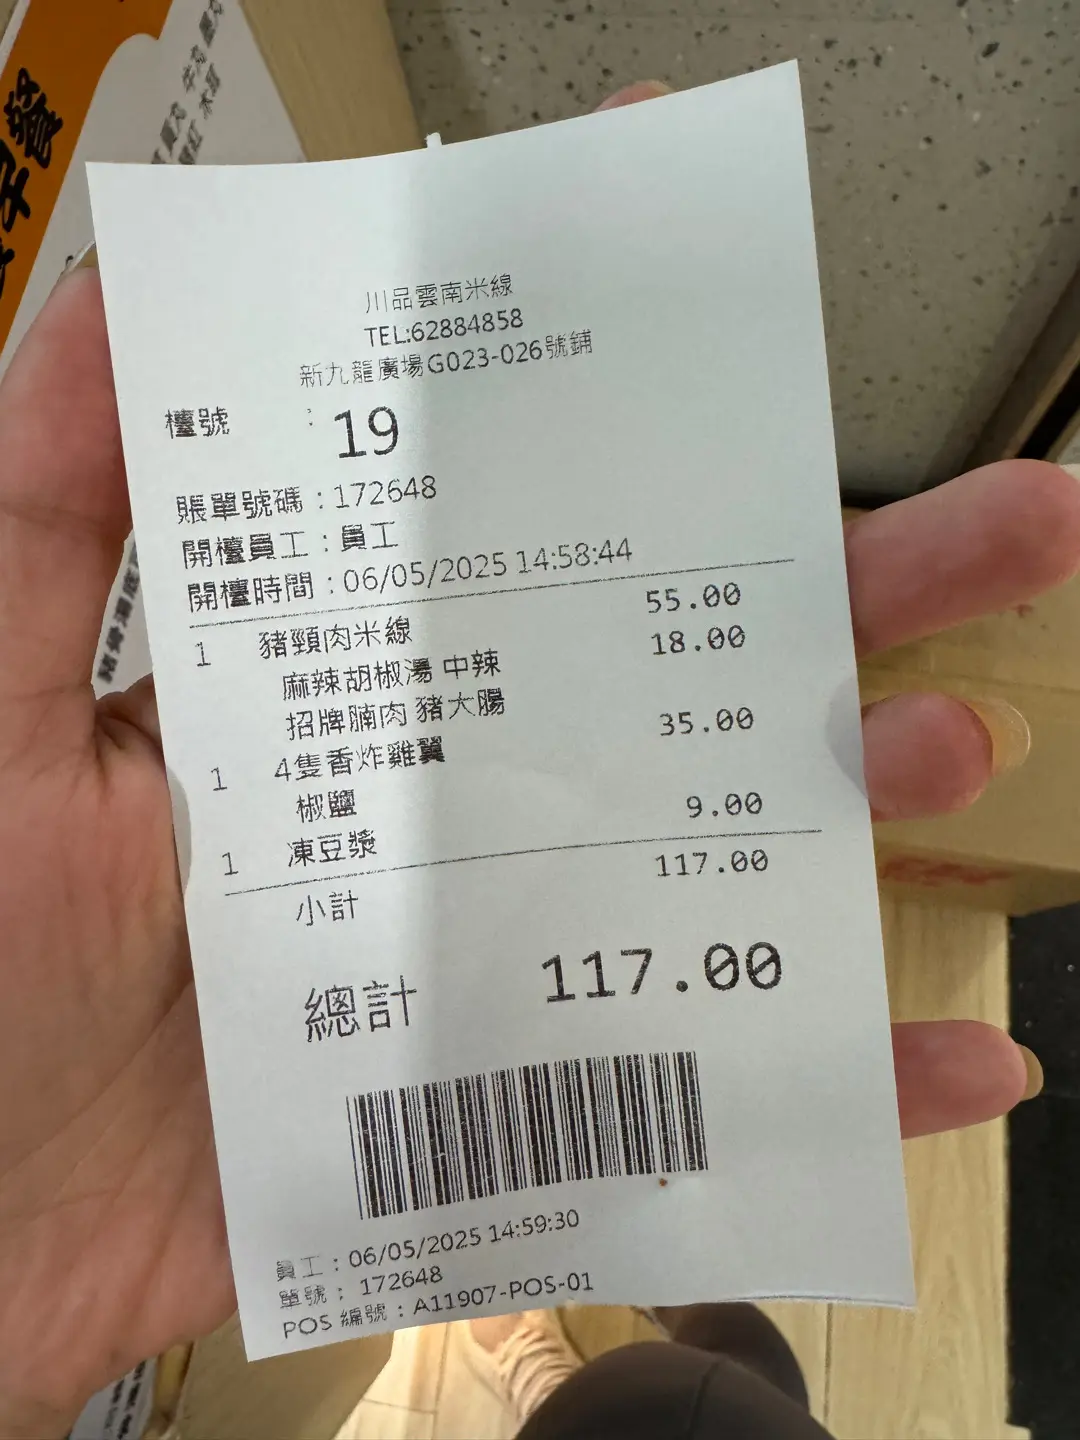 川品雲南米線
TEL:62884858
新九龍廣場G023-026號鋪
檯號 : 19
賬單號碼 : 172648
開檯員工 : 員工
開檯時間 : 06/05/2025 14:58:44
1 豬頸肉米線 55.00
麻辣胡椒湯 中辣 18.00
招牌腩肉 豬大腸
1 4隻香炸雞翼 35.00
椒鹽
1 凍豆漿 9.00
小計 117.00
總計 117.00
員工 : 06/05/2025 14:59:30
單號 : 172648
POS 編號 : A11907-POS-01